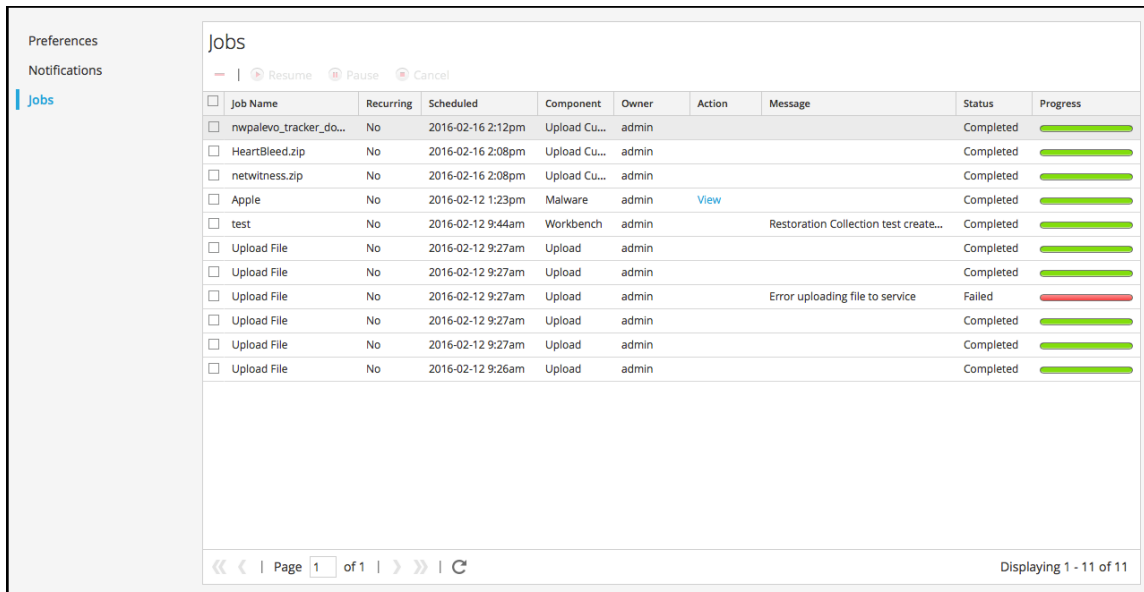 Preferences
Notifications
Jobs
Jobs
Resume Pause Cancel
Job Name Recurring Scheduled Component Owner Action Message Status Progress
nwpalevo_tracker_do... No 2016-02-16 2:12pm Upload Cu... admin Completed
HeartBleed.zip No 2016-02-16 2:08pm Upload Cu... admin Completed
netwitness.zip No 2016-02-16 2:08pm Upload Cu... admin Completed
Apple No 2016-02-12 1:23pm Malware admin View Completed
test No 2016-02-12 9:44am Workbench admin Restoration Collection test create... Completed
Upload File No 2016-02-12 9:27am Upload admin Completed
Upload File No 2016-02-12 9:27am Upload admin Completed
Upload File No 2016-02-12 9:27am Upload admin Error uploading file to service Failed
Upload File No 2016-02-12 9:27am Upload admin Completed
Upload File No 2016-02-12 9:27am Upload admin Completed
Upload File No 2016-02-12 9:26am Upload admin Completed
Page 1 of 1 Displaying 1 - 11 of 11